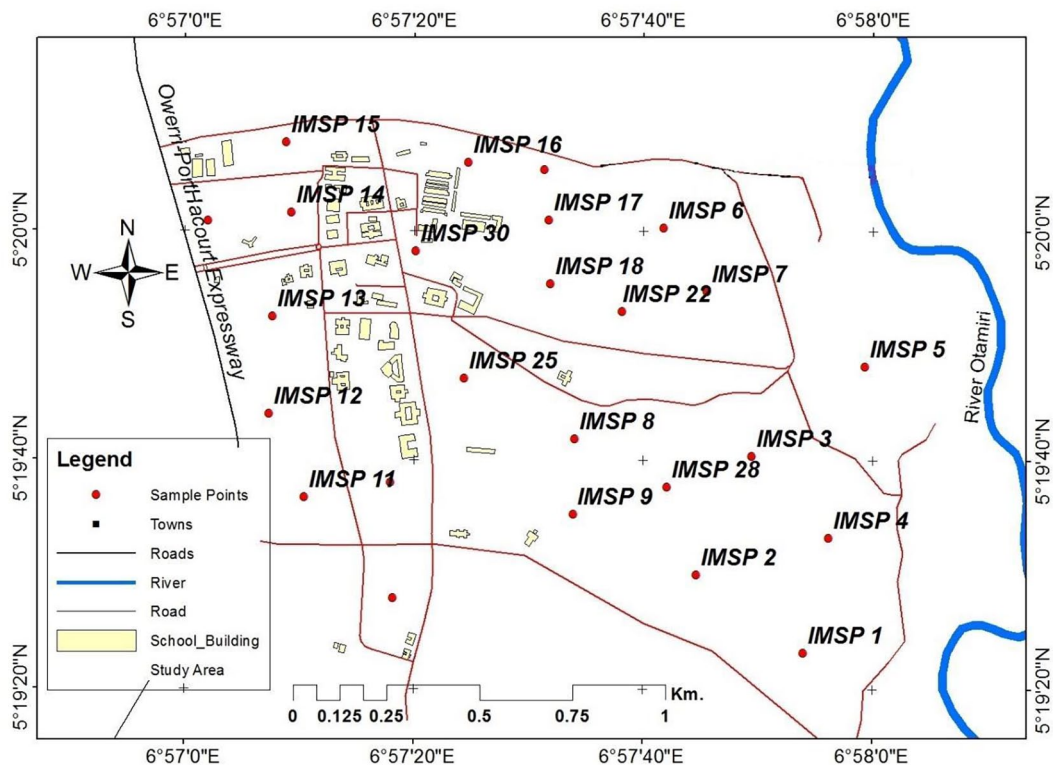 6°57'0"E 6°57'20"E 6°57'40"E 6°58'0"E
Owerri-PortHacourt Expressway
IMSP 15
IMSP 16
IMSP 14
IMSP 17
IMSP 6
5°20'0"N
5°20'0"N
IMSP 30
N
W E
S
IMSP 18
IMSP 7
IMSP 22
IMSP 13
IMSP 5
IMSP 25
River Otamiri
IMSP 12
IMSP 8
IMSP 3
5°19'40"N
5°19'40"N
IMSP 11
IMSP 28
IMSP 9
IMSP 4
IMSP 2
IMSP 1
5°19'20"N
5°19'20"N
Legend
Sample Points
Towns
Roads
River
Road
School_Building
Study Area
Km.
0 0.125 0.25 0.5 0.75 1
6°57'0"E 6°57'20"E 6°57'40"E 6°58'0"E